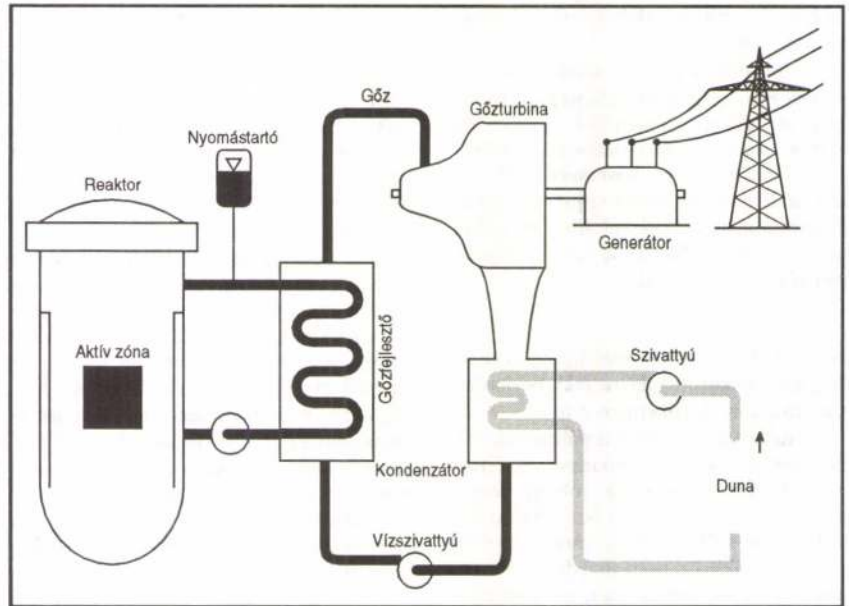 Gőz
Gőzturbina
Nyomástartó
Reaktor
Generátor
Gőzfejlesztő
Aktív zóna
Szivattyú
Kondenzátor
Duna
Vízszivattyú